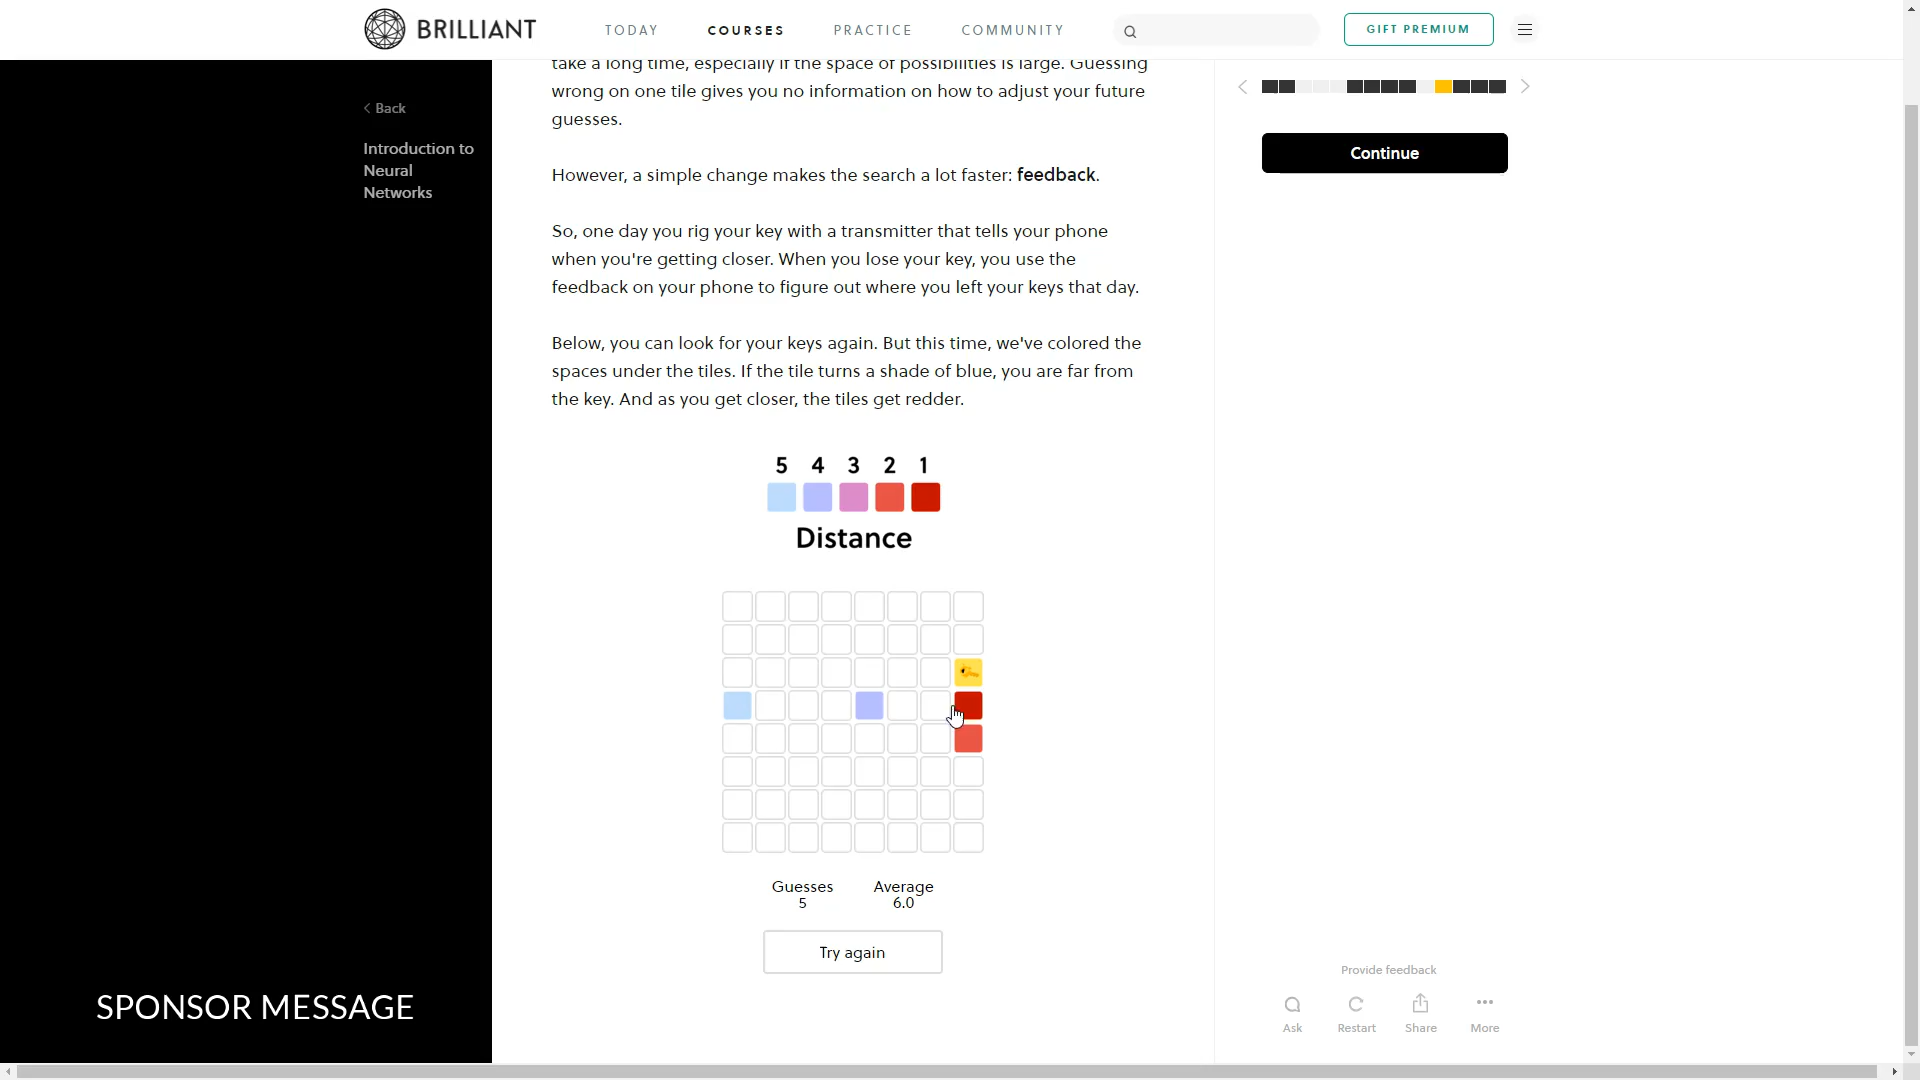 BRILLIANT
TODAY
COURSES
PRACTICE
COMMUNITY
GIFT PREMIUM
Back
Introduction to
Neural
Networks
take a long time, especially if the space of possibilities is large. Guessing
wrong on one tile gives you no information on how to adjust your future
guesses.
However, a simple change makes the search a lot faster: feedback.
So, one day you rig your key with a transmitter that tells your phone
when you're getting closer. When you lose your key, you use the
feedback on your phone to figure out where you left your keys that day.
Below, you can look for your keys again. But this time, we've colored the
spaces under the tiles. If the tile turns a shade of blue, you are far from
the key. And as you get closer, the tiles get redder.
5 4 3 2 1
Distance
Guesses Average
5 6.0
Try again
Continue
Provide feedback
Ask Restart Share More
SPONSOR MESSAGE